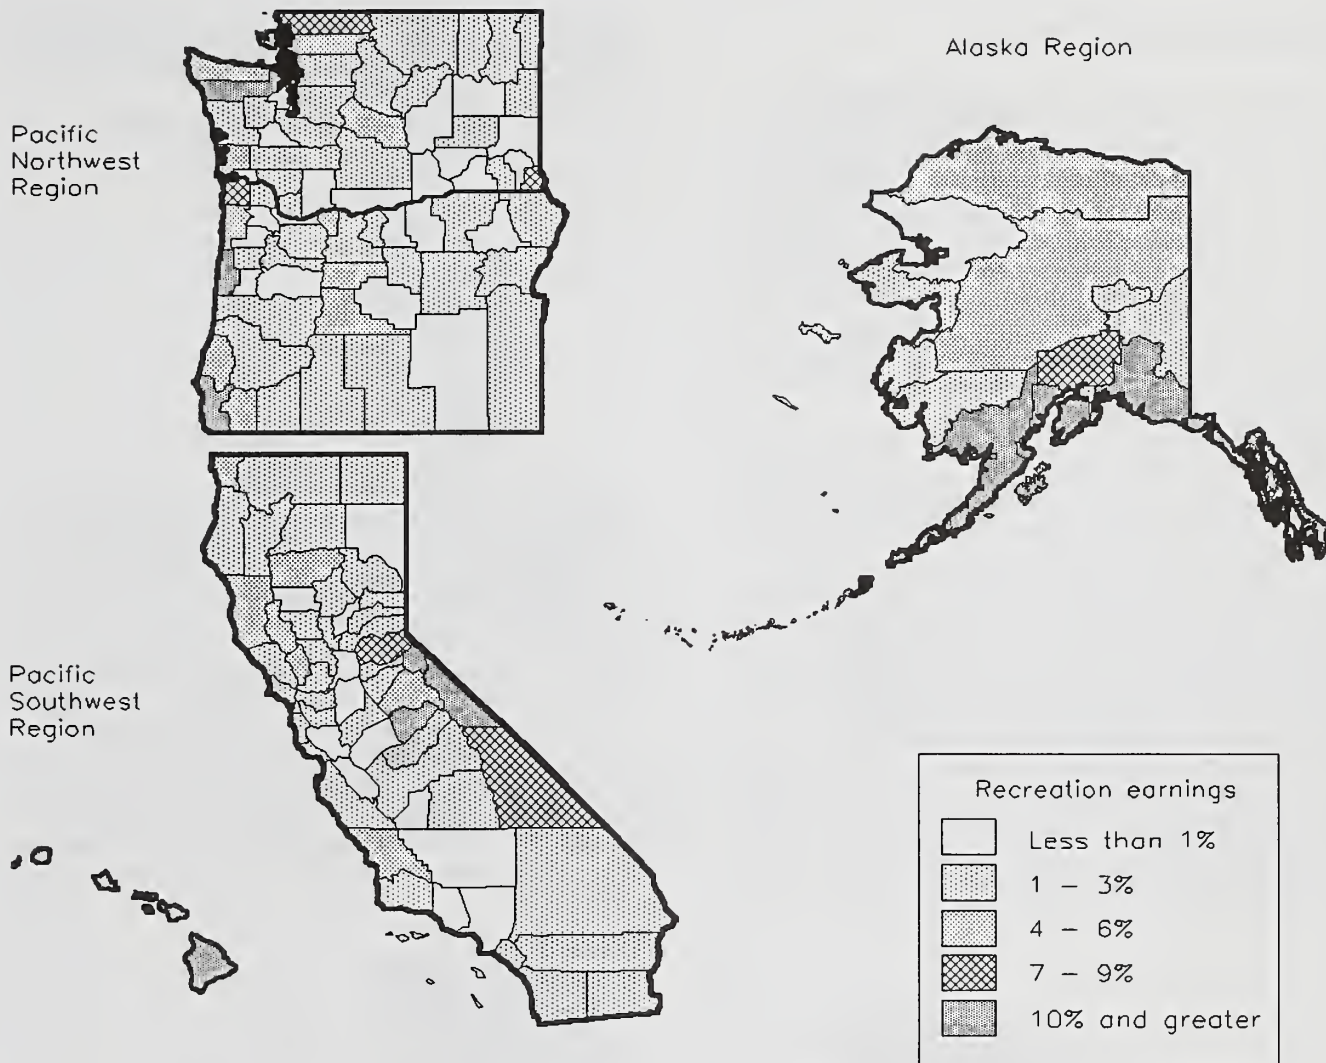 Alaska Region
Pacific
Northwest
Region
Pacific
Southwest
Region
Recreation earnings
Less than 1%
1 – 3%
4 – 6%
7 – 9%
10% and greater